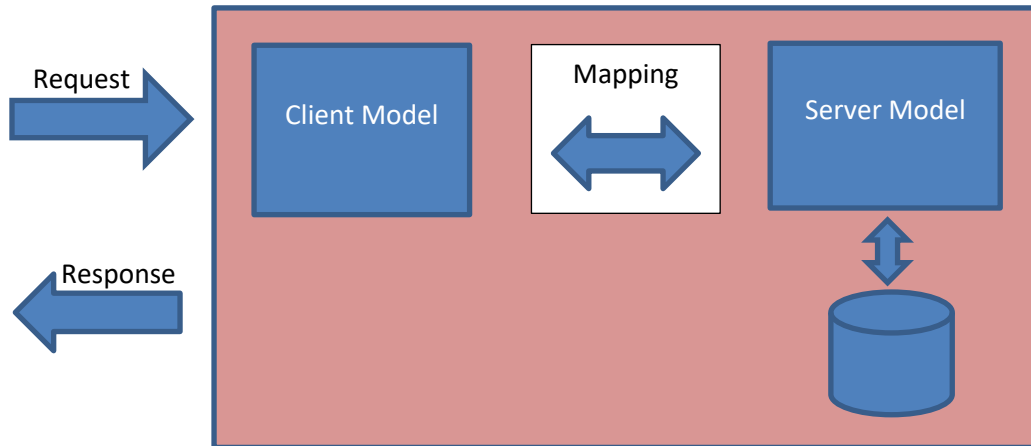 Request
Client Model
Mapping
Server Model
Response